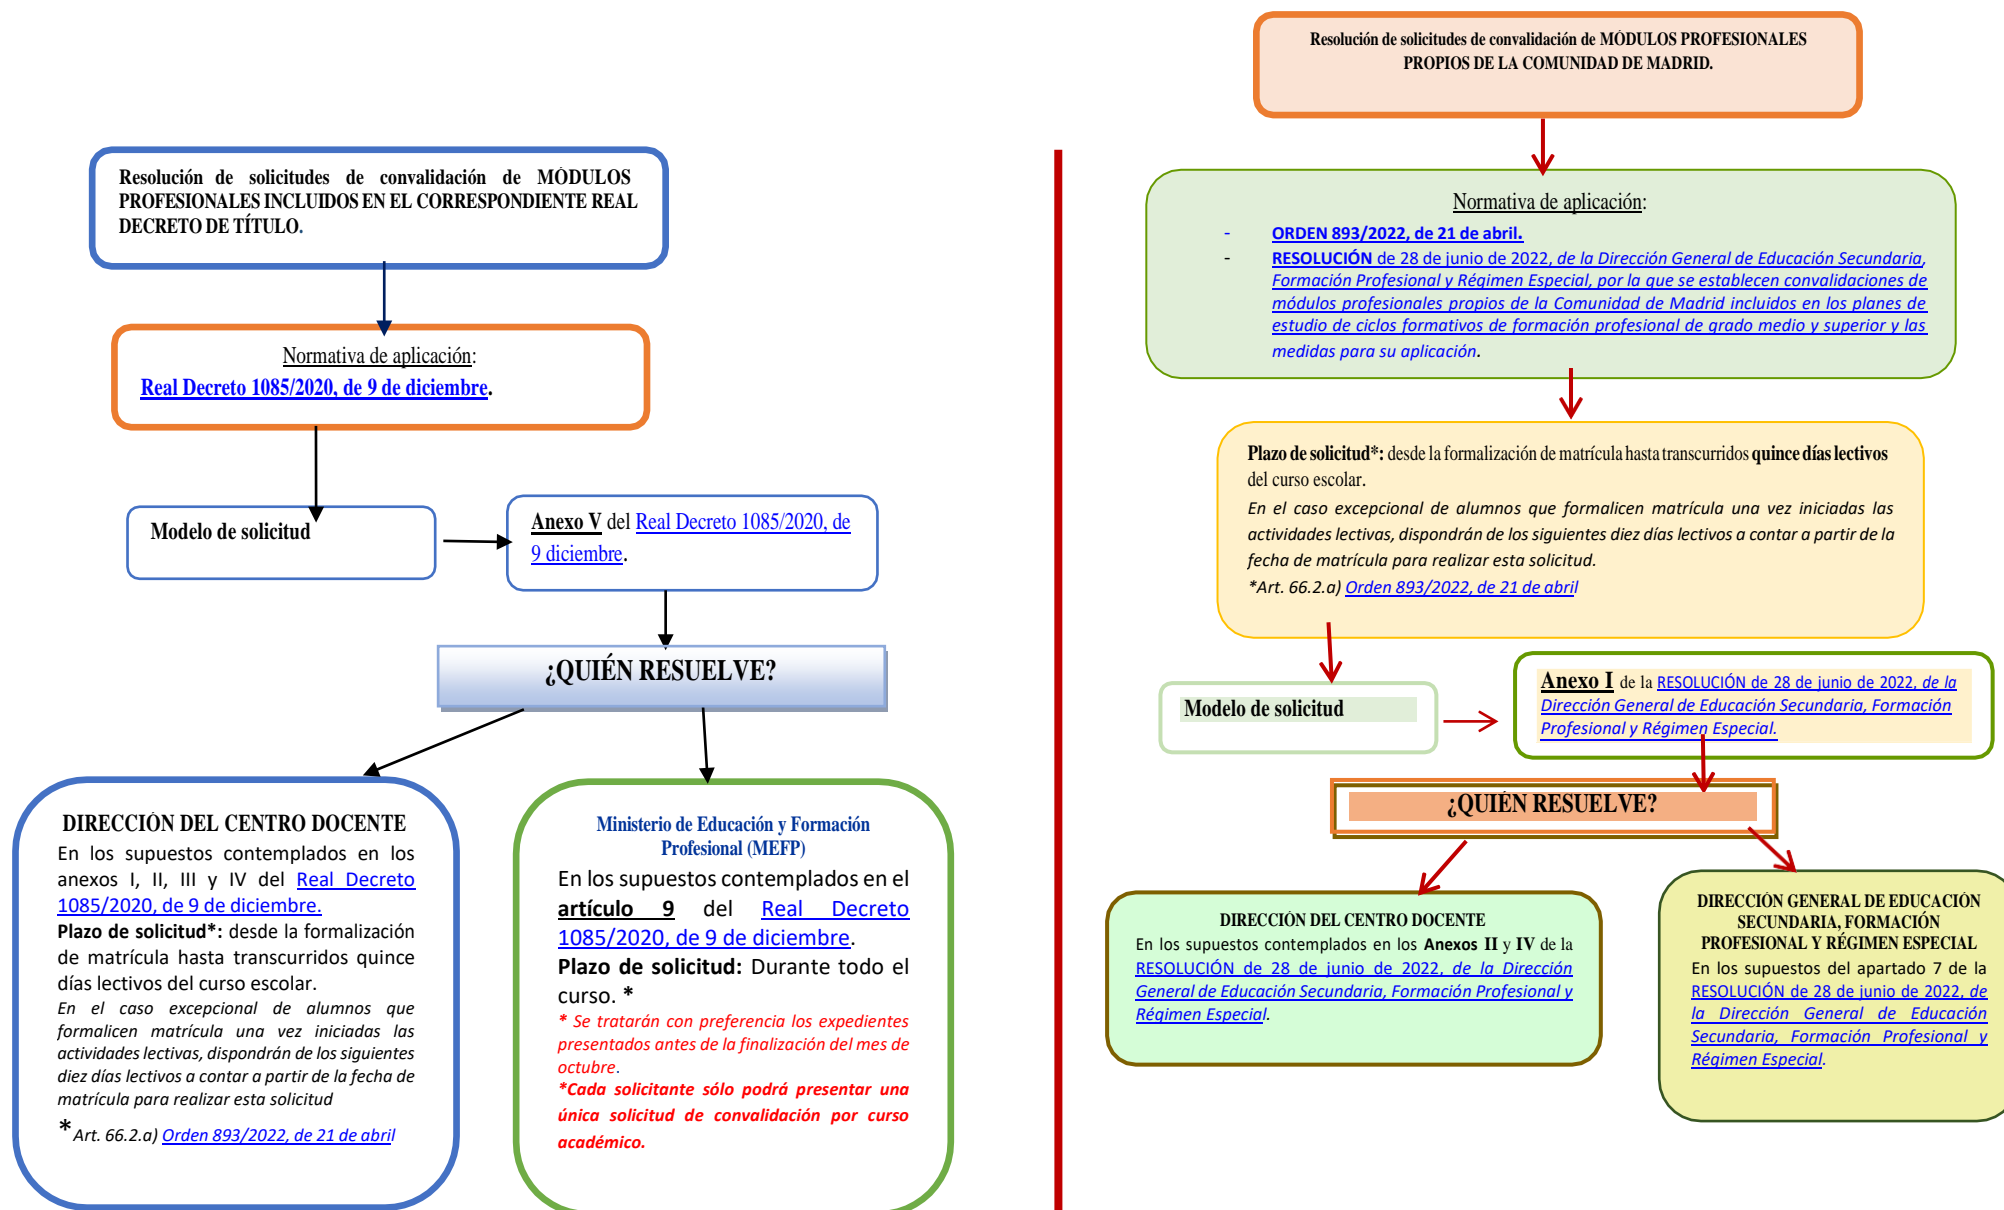 Resolución de solicitudes de convalidación de MÓDULOS
PROFESIONALES INCLUIDOS EN EL CORRESPONDIENTE REAL
DECRETO DE TÍTULO.
Normativa de aplicación:
Real Decreto 1085/2020, de 9 de diciembre.
Modelo de solicitud
Anexo V del Real Decreto 1085/2020, de
9 diciembre.
¿QUIÉN RESUELVE?
DIRECCIÓN DEL CENTRO DOCENTE
En los supuestos contemplados en los
anexos I, II, III y IV del Real Decreto
1085/2020, de 9 de diciembre.
Plazo de solicitud*: desde la formalización
de matrícula hasta transcurridos quince
días lectivos del curso escolar.
En el caso excepcional de alumnos que
formalicen matrícula una vez iniciadas las
actividades lectivas, dispondrán de los siguientes
diez días lectivos a contar a partir de la fecha de
matrícula para realizar esta solicitud
*Art. 66.2.a) Orden 893/2022, de 21 de abril
Ministerio de Educación y Formación
Profesional (MEFP)
En los supuestos contemplados en el
artículo 9 del Real Decreto
1085/2020, de 9 de diciembre.
Plazo de solicitud: Durante todo el
curso. *
* Se tratarán con preferencia los expedientes
presentados antes de la finalización del mes de
octubre.
*Cada solicitante sólo podrá presentar una
única solicitud de convalidación por curso
académico.
Resolución de solicitudes de convalidación de MÓDULOS PROFESIONALES
PROPIOS DE LA COMUNIDAD DE MADRID.
Normativa de aplicación:
- ORDEN 893/2022, de 21 de abril.
- RESOLUCIÓN de 28 de junio de 2022, de la Dirección General de Educación Secundaria,
Formación Profesional y Régimen Especial, por la que se establecen convalidaciones de
módulos profesionales propios de la Comunidad de Madrid incluidos en los planes de
estudio de ciclos formativos de formación profesional de grado medio y superior y las
medidas para su aplicación.
Plazo de solicitud*: desde la formalización de matrícula hasta transcurridos quince días lectivos
del curso escolar.
En el caso excepcional de alumnos que formalicen matrícula una vez iniciadas las
actividades lectivas, dispondrán de los siguientes diez días lectivos a contar a partir de la
fecha de matrícula para realizar esta solicitud.
*Art. 66.2.a) Orden 893/2022, de 21 de abril
Modelo de solicitud
Anexo I de la RESOLUCIÓN de 28 de junio de 2022, de la
Dirección General de Educación Secundaria, Formación
Profesional y Régimen Especial.
¿QUIÉN RESUELVE?
DIRECCIÓN DEL CENTRO DOCENTE
En los supuestos contemplados en los Anexos II y IV de la
RESOLUCIÓN de 28 de junio de 2022, de la Dirección
General de Educación Secundaria, Formación Profesional y
Régimen Especial.
DIRECCIÓN GENERAL DE EDUCACIÓN
SECUNDARIA, FORMACIÓN
PROFESIONAL Y RÉGIMEN ESPECIAL
En los supuestos del apartado 7 de la
RESOLUCIÓN de 28 de junio de 2022, de
la Dirección General de Educación
Secundaria, Formación Profesional y
Régimen Especial.